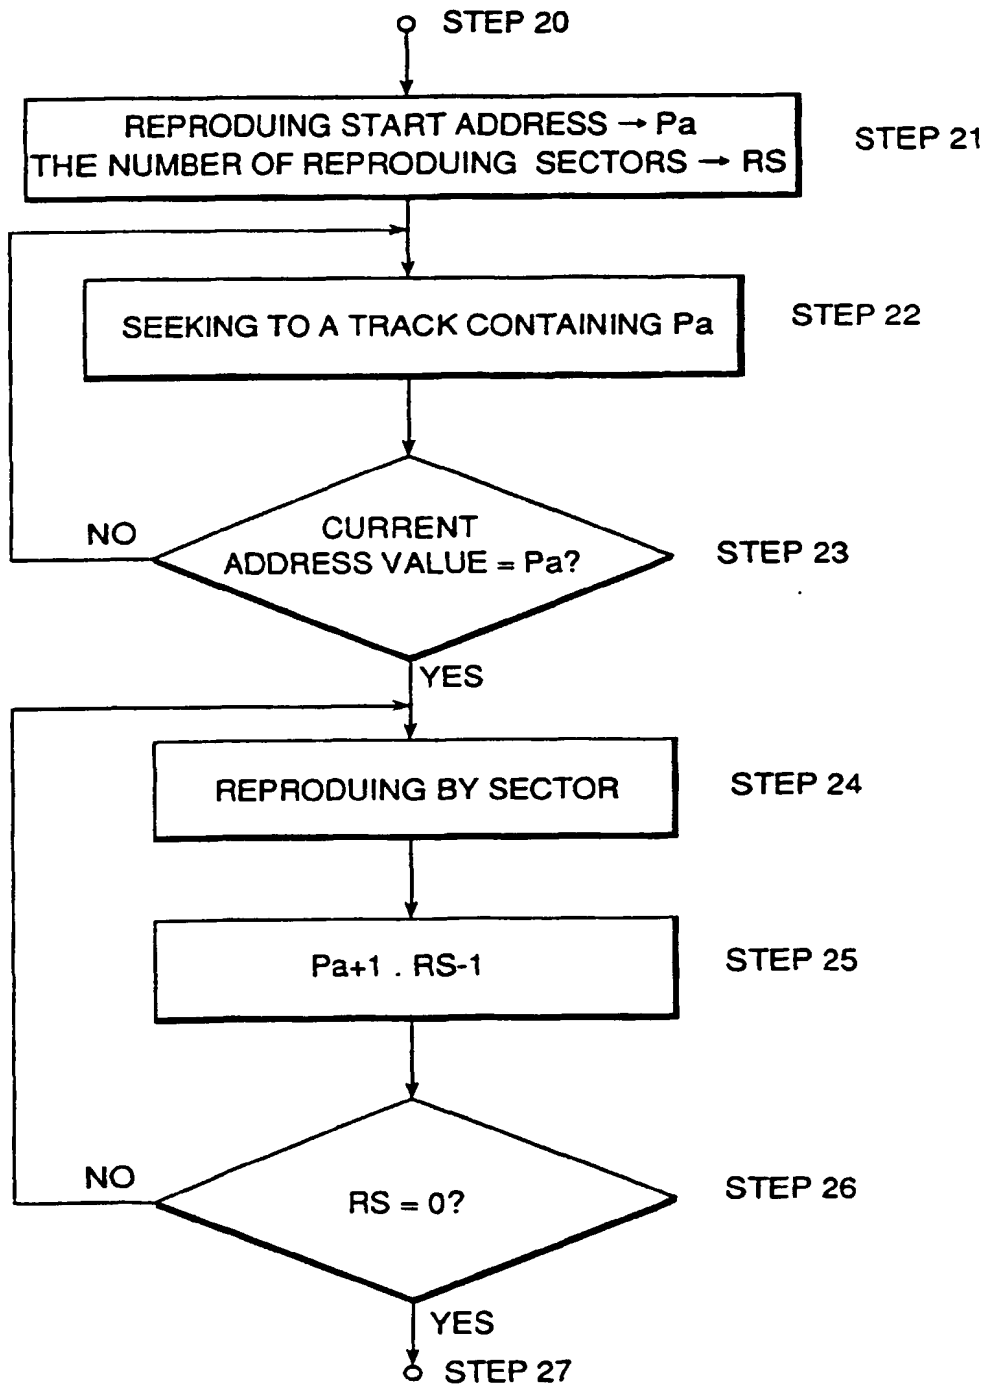 STEP 20
REPRODUING START ADDRESS → Pa
THE NUMBER OF REPRODUING SECTORS → RS
STEP 21
SEEKING TO A TRACK CONTAINING Pa
STEP 22
NO
CURRENT
ADDRESS VALUE = Pa?
STEP 23
YES
REPRODUING BY SECTOR
STEP 24
Pa+1 . RS-1
STEP 25
NO
RS = 0?
STEP 26
YES
STEP 27